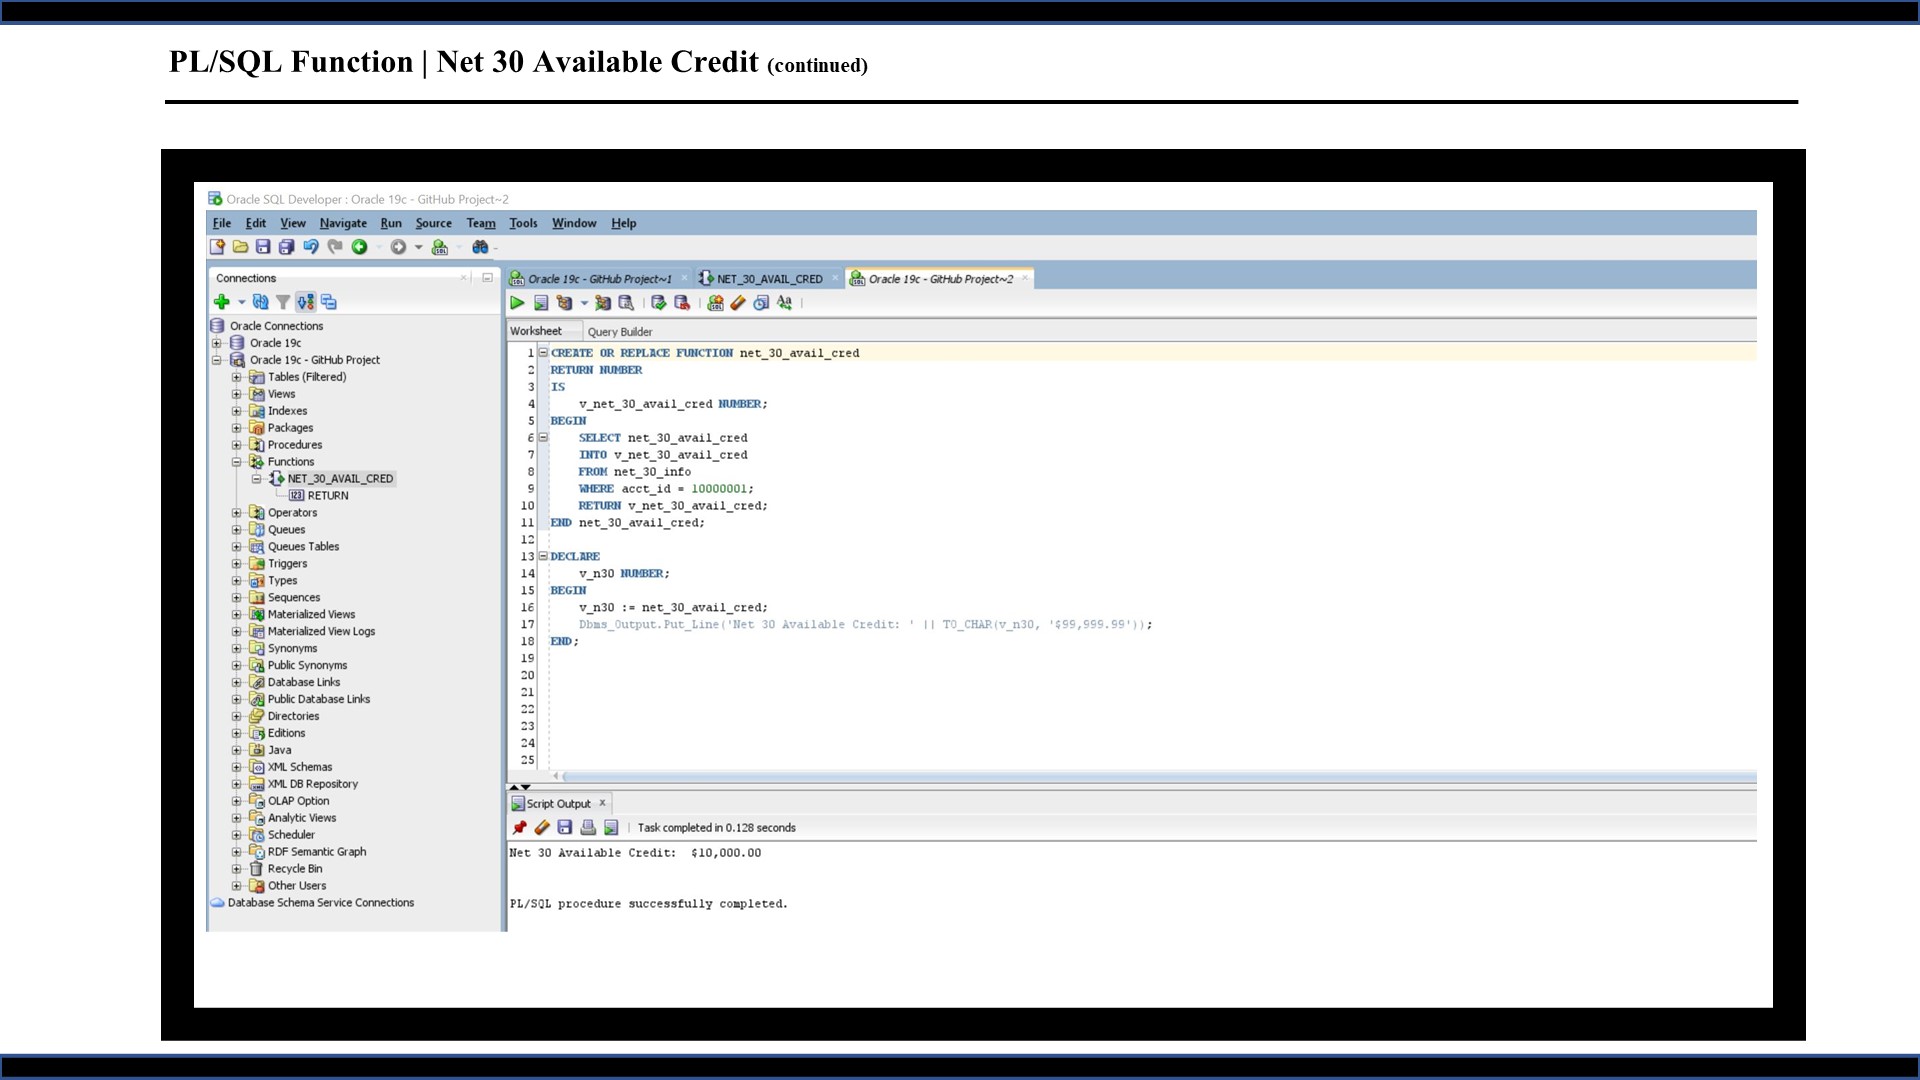 PL/SQL Function | Net 30 Available Credit (continued)
Oracle SQL Developer : Oracle 19c - GitHub Project~2
File Edit View Navigate Run Source Team Tools Window Help
Connections
Oracle Connections
Oracle 19c
Oracle 19c - GitHub Project
Tables (Filtered)
Views
Indexes
Packages
Procedures
Functions
NET_30_AVAIL_CRED
RETURN
Operators
Queues
Queues Tables
Triggers
Types
Sequences
Materialized Views
Materialized View Logs
Synonyms
Public Synonyms
Database Links
Public Database Links
Directories
Editions
Java
XML Schemas
XML DB Repository
OLAP Option
Analytic Views
Scheduler
RDF Semantic Graph
Recycle Bin
Other Users
Database Schema Service Connections
Oracle 19c - GitHub Project~1 NET_30_AVAIL_CRED Oracle 19c - GitHub Project~2
Worksheet Query Builder
1 CREATE OR REPLACE FUNCTION net_30_avail_cred
2 RETURN NUMBER
3 IS
4 v_net_30_avail_cred NUMBER;
5 BEGIN
6 SELECT net_30_avail_cred
7 INTO v_net_30_avail_cred
8 FROM net_30_info
9 WHERE acct_id = 10000001;
10 RETURN v_net_30_avail_cred;
11 END net_30_avail_cred;
12
13 DECLARE
14 v_n30 NUMBER;
15 BEGIN
16 v_n30 := net_30_avail_cred;
17 Dbms_Output.Put_Line('Net 30 Available Credit: ' || TO_CHAR(v_n30, '$99,999.99'));
18 END;
19
20
21
22
23
24
25
Script Output x
Task completed in 0.128 seconds
Net 30 Available Credit:  $10,000.00
PL/SQL procedure successfully completed.